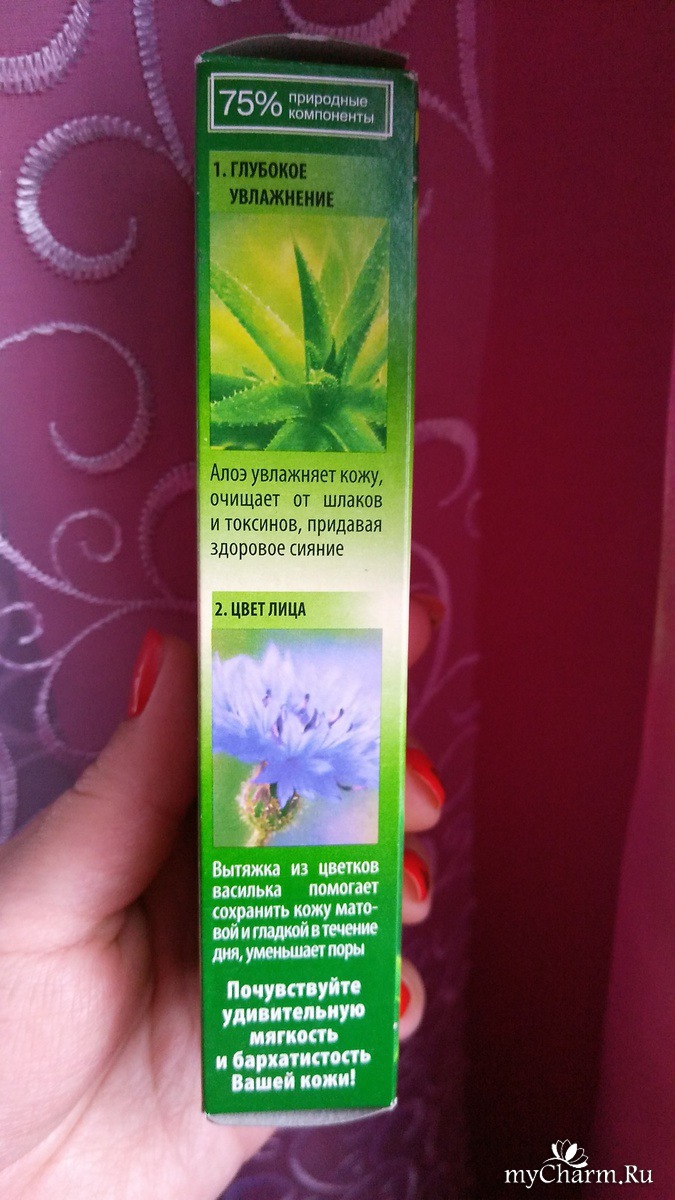 75% природные
компоненты
1. ГЛУБОКОЕ
УВЛАЖНЕНИЕ
Алоэ увлажняет кожу,
очищает от шлаков
и токсинов, придавая
здоровое сияние
2. ЦВЕТ ЛИЦА
Вытяжка из цветков
василька помогает
сохранить кожу мато-
вой и гладкой в течение
дня, уменьшает поры
Почувствуйте
удивительную
мягкость
и бархатистость
Вашей кожи!
myCharm.Ru